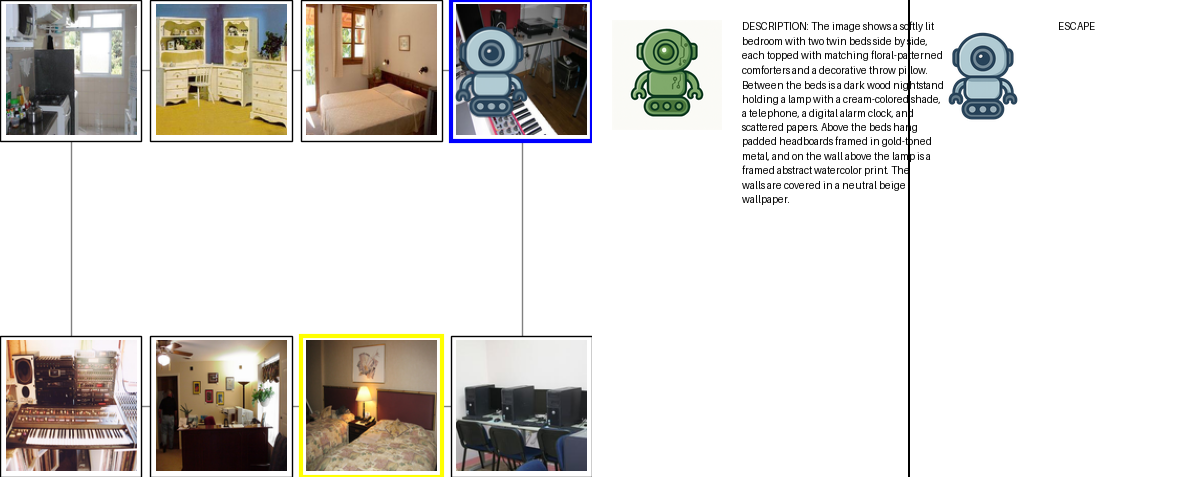 DESCRIPTION: The image shows a softly lit
bedroom with two twin beds side by side,
each topped with matching floral-patterned
comforters and a decorative throw pillow.
Between the beds is a dark wood nightstand
holding a lamp with a cream-colored shade,
a telephone, a digital alarm clock, and
scattered papers. Above the beds hang
padded headboards framed in gold-toned
metal, and on the wall above the lamp is a
framed abstract watercolor print. The
walls are covered in a neutral beige
wallpaper.
ESCAPE